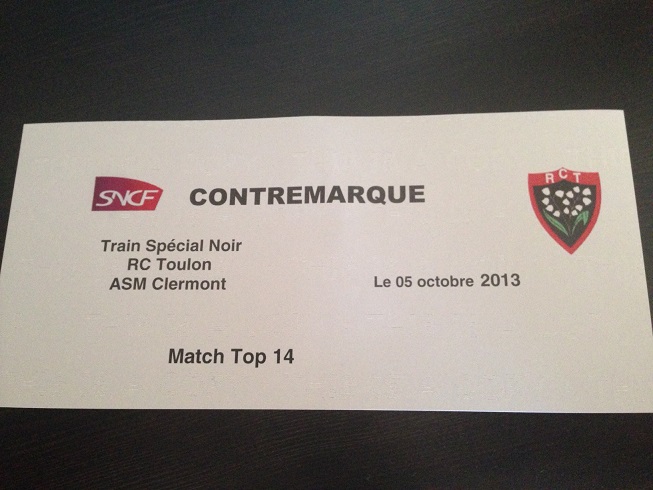 SNCF CONTREMARQUE
RCT
Train Spécial Noir
RC Toulon
ASM Clermont
Le 05 octobre 2013
Match Top 14